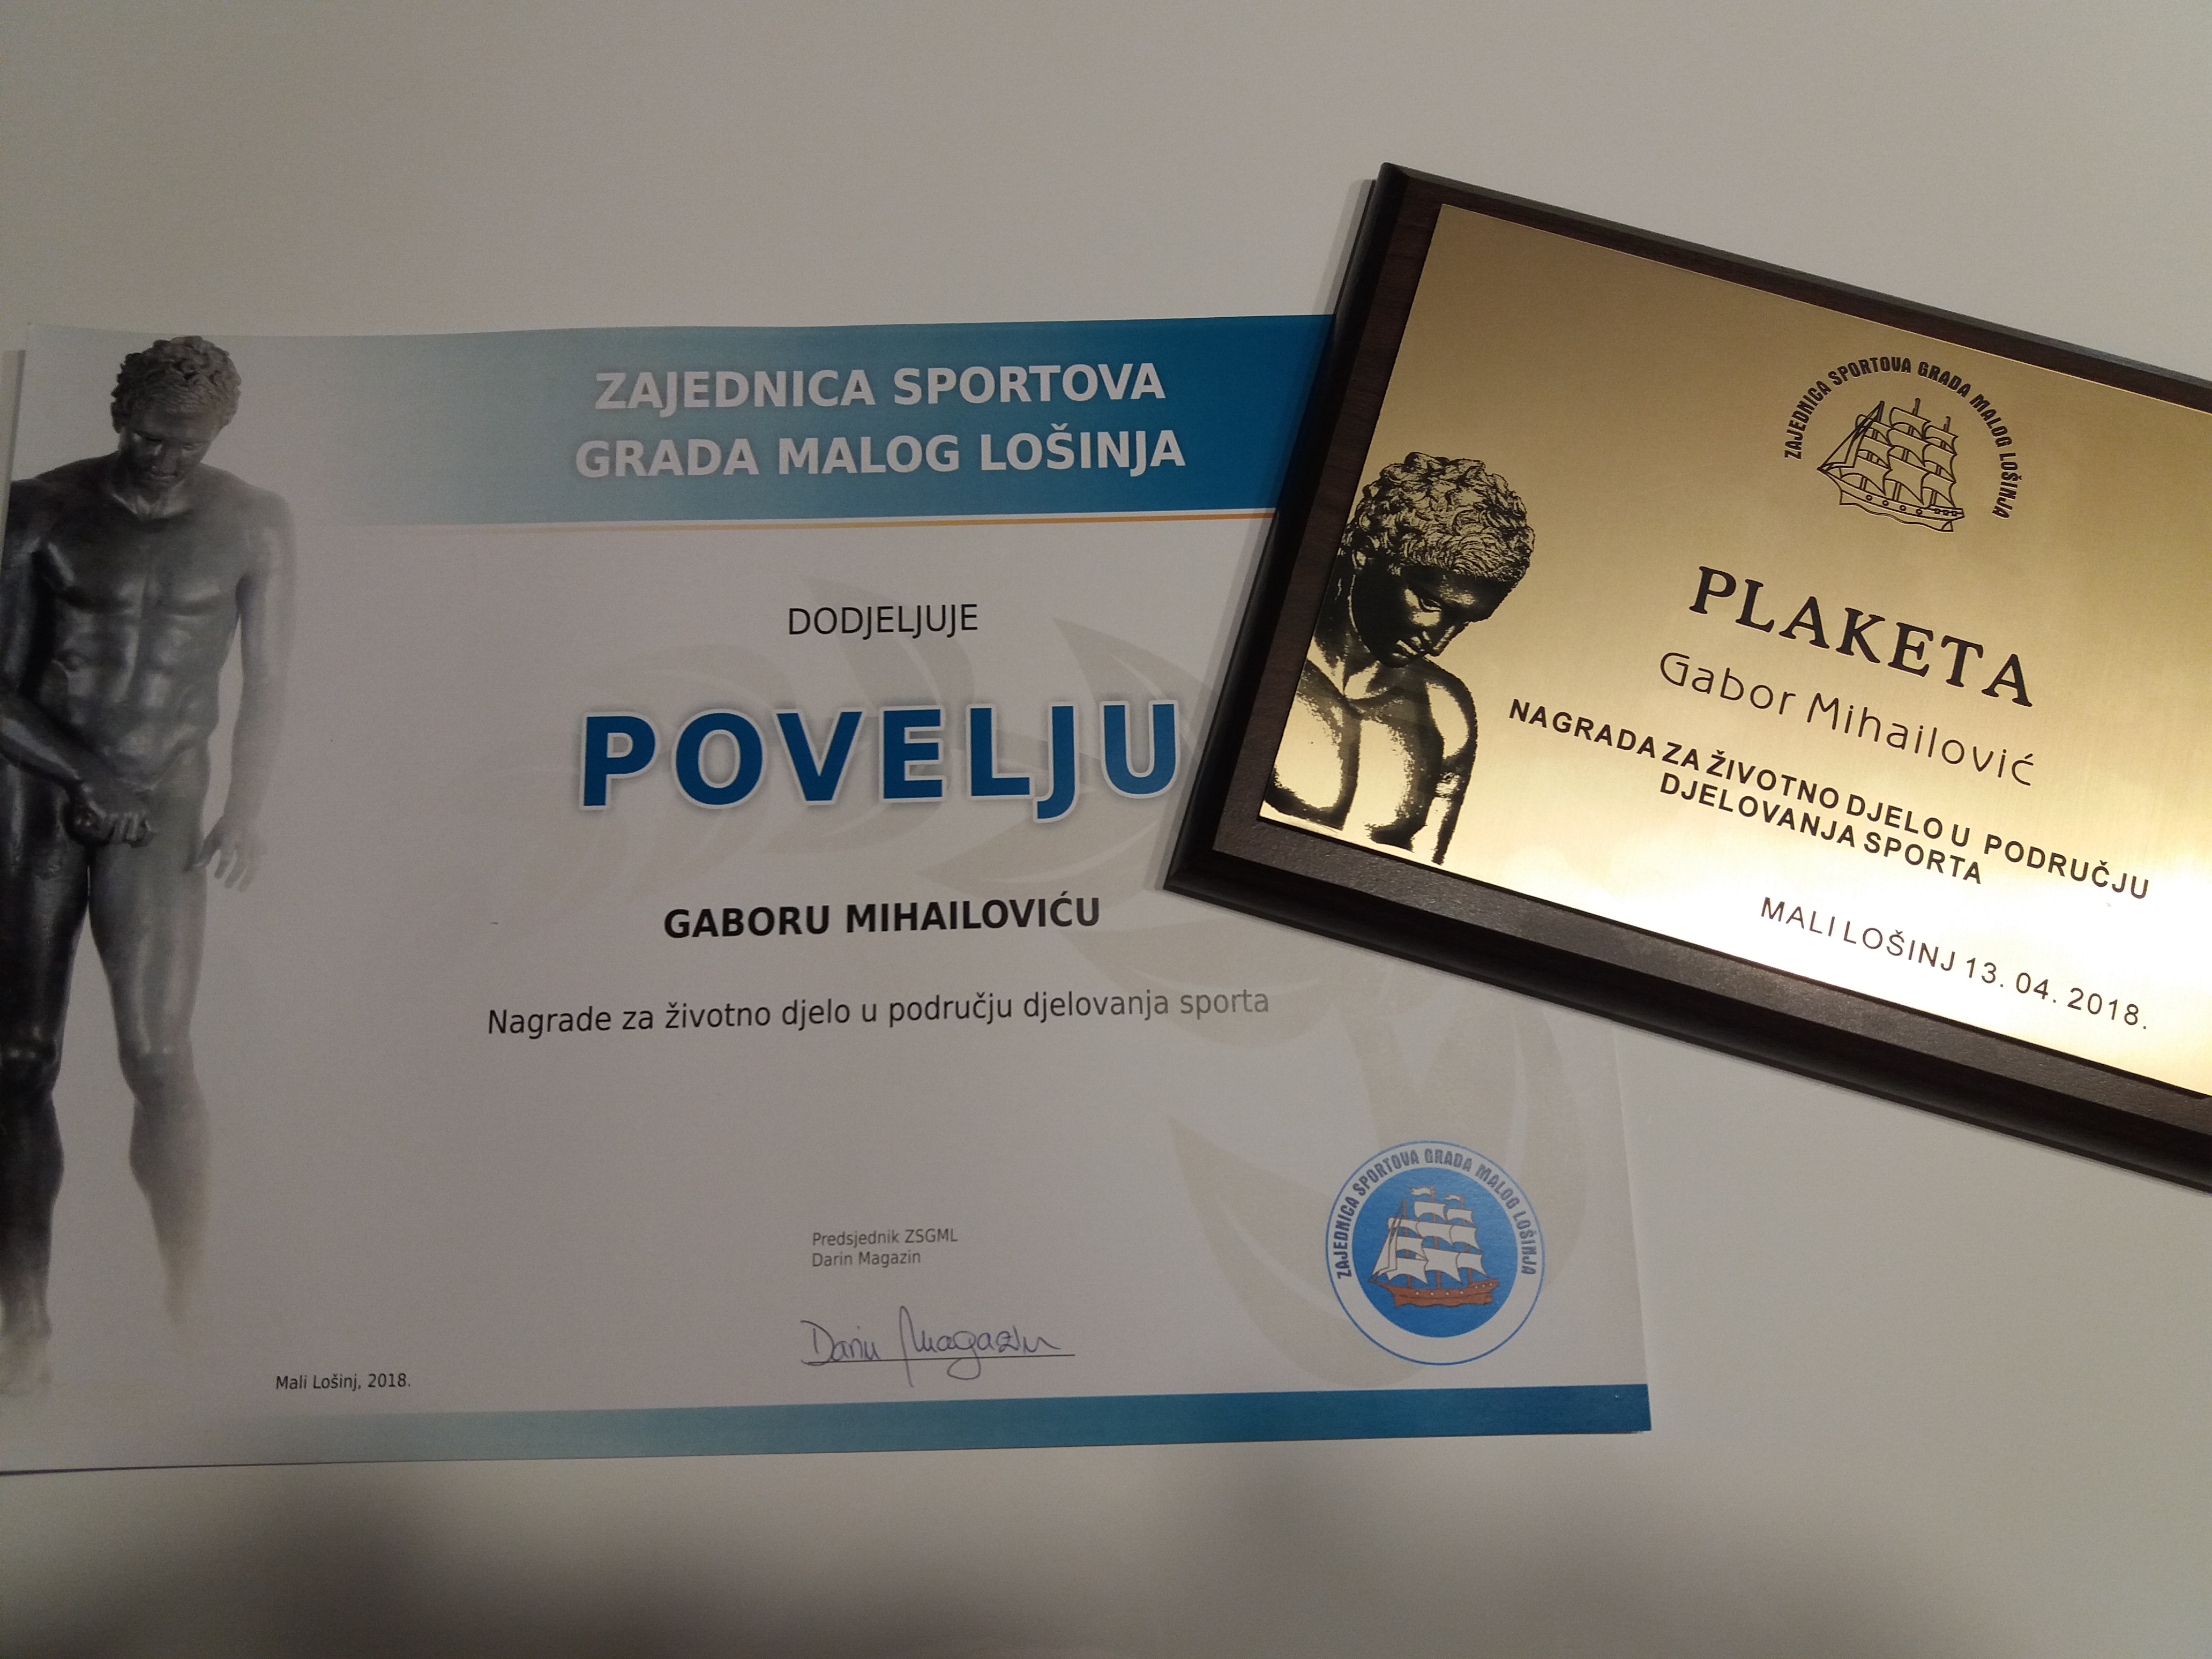 ZAJEDNICA SPORTOVA
GRADA MALOG LOŠINJA
DODJELJUJE
POVELJU
GABORU MIHAILOVIĆU
Nagrade za životno djelo u području djelovanja sporta
Predsjednik ZSGML
Darin Magazin
Darin Magazin
Mali Lošinj, 2018.
ZAJEDNICA SPORTOVA GRADA MALOG LOŠINJA
ZAJEDNICA SPORTOVA GRADA MALOG LOŠINJA
PLAKETA
Gabor Mihailović
NAGRADA ZA ŽIVOTNO DJELO U PODRUČJU
DJELOVANJA SPORTA
MALI LOŠINJ 13. 04. 2018.